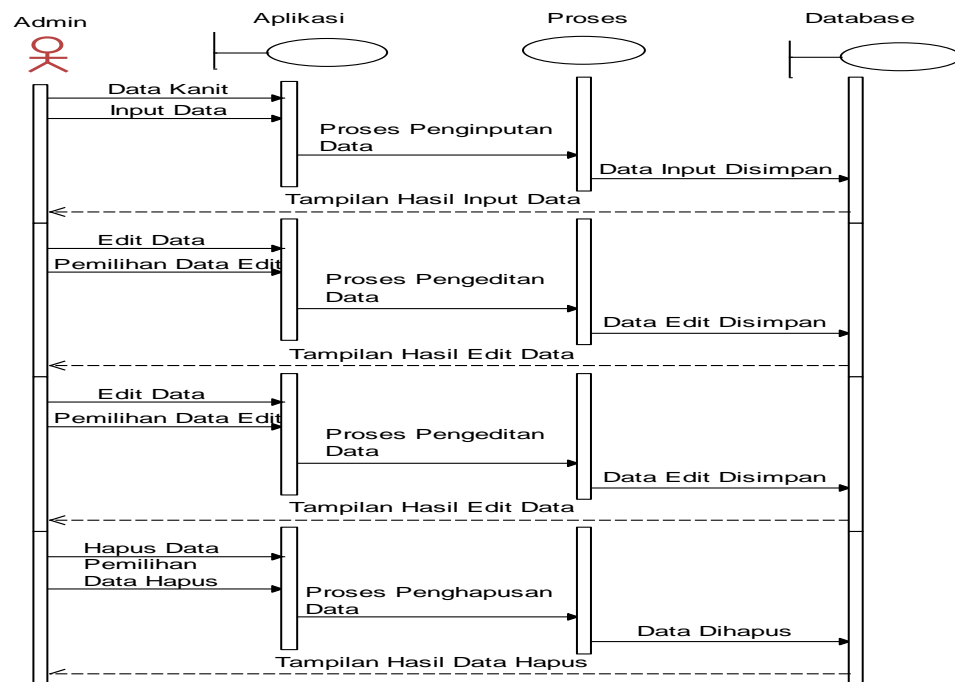 Admin
Aplikasi
Proses
Database
Data Kanit
Input Data
Proses Penginputan
Data
Data Input Disimpan
Tampilan Hasil Input Data
Edit Data
Pemilihan Data Edit
Proses Pengeditan
Data
Data Edit Disimpan
Tampilan Hasil Edit Data
Edit Data
Pemilihan Data Edit
Proses Pengeditan
Data
Data Edit Disimpan
Tampilan Hasil Edit Data
Hapus Data
Pemilihan
Data Hapus
Proses Penghapusan
Data
Data Dihapus
Tampilan Hasil Data Hapus